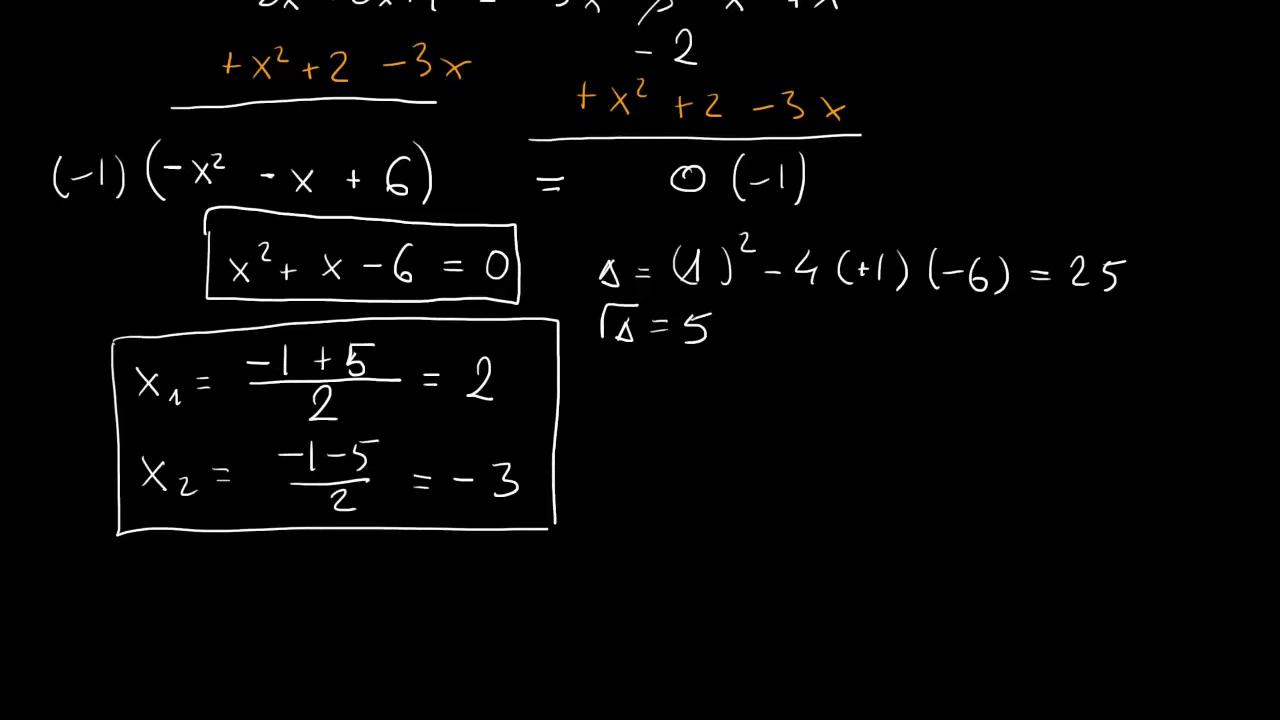 - 2
+ x² + 2 - 3x
+ x² + 2 - 3x
(-1) (-x² - x + 6) = 0 (-1)
x² + x - 6 = 0
Δ = (1)² - 4 (+1) (-6) = 25
√Δ = 5
x₁ = (-1 + 5)/2 = 2
x₂ = (-1 - 5)/2 = - 3